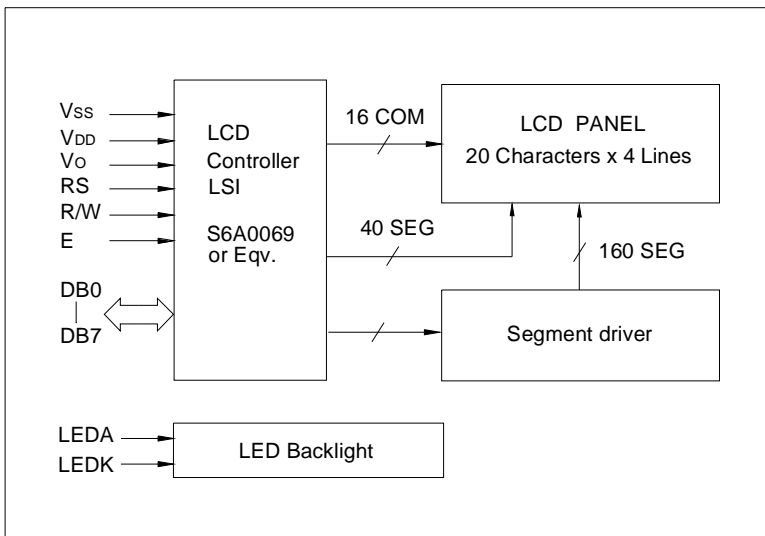 VSS
VDD
VO
RS
R/W
E
DB0
DB7
LCD
Controller
LSI
S6A0069
or Eqv.
16 COM
40 SEG
LCD PANEL
20 Characters x 4 Lines
160 SEG
Segment driver
LEDA
LEDK
LED Backlight